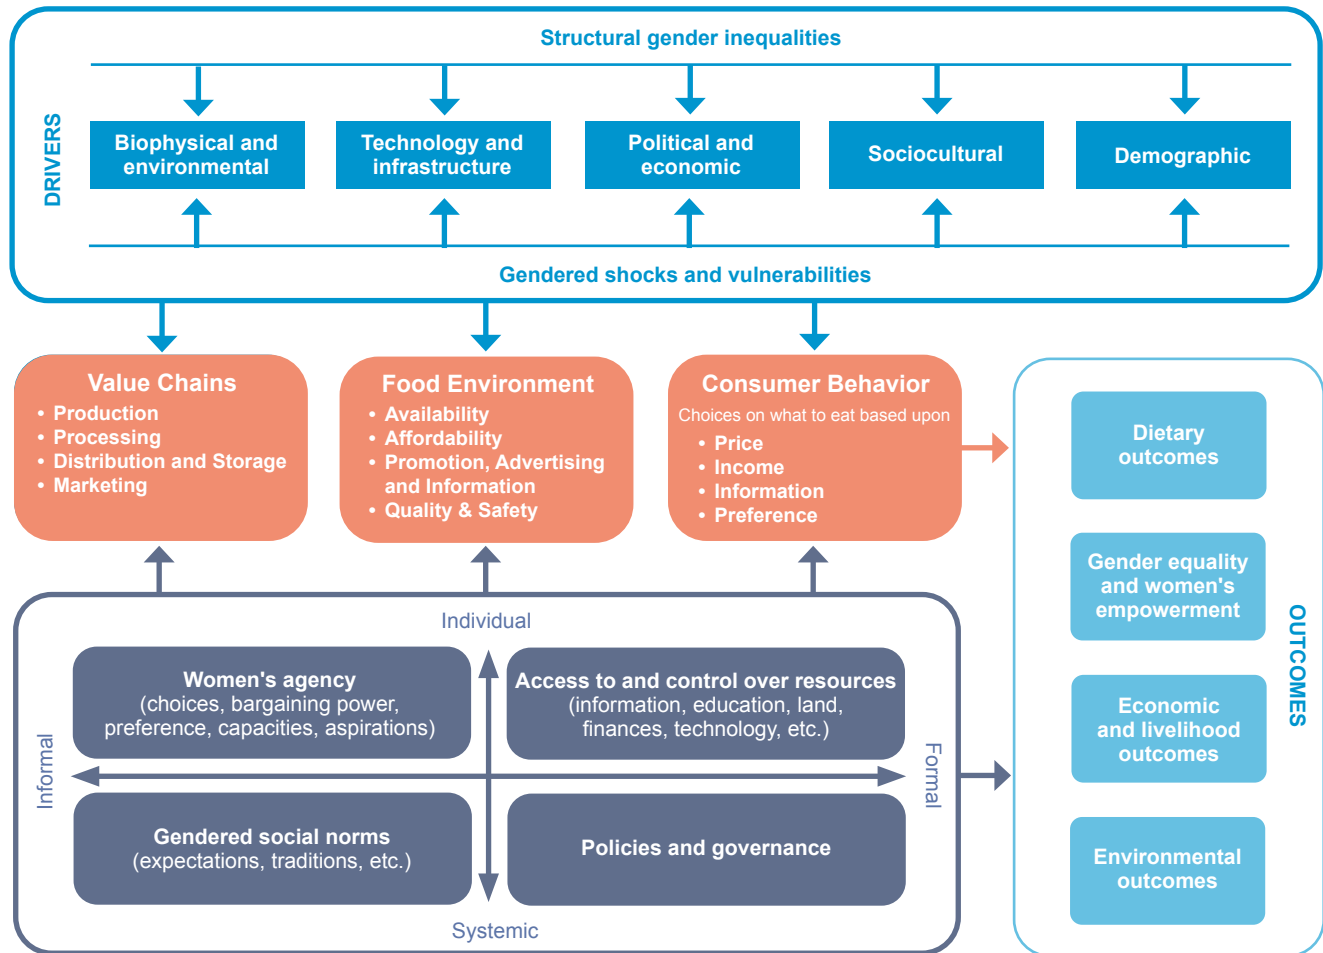 Structural gender inequalities
DRIVERS
Biophysical and
environmental
Technology and
infrastructure
Political and
economic
Sociocultural
Demographic
Gendered shocks and vulnerabilities
Value Chains
• Production
• Processing
• Distribution and Storage
• Marketing
Food Environment
• Availability
• Affordability
• Promotion, Advertising
and Information
• Quality & Safety
Consumer Behavior
Choices on what to eat based upon
• Price
• Income
• Information
• Preference
Individual
Informal
Women's agency
(choices, bargaining power,
preference, capacities, aspirations)
Access to and control over resources
(information, education, land,
finances, technology, etc.)
Formal
Gendered social norms
(expectations, traditions, etc.)
Policies and governance
Systemic
OUTCOMES
Dietary
outcomes
Gender equality
and women's
empowerment
Economic
and livelihood
outcomes
Environmental
outcomes